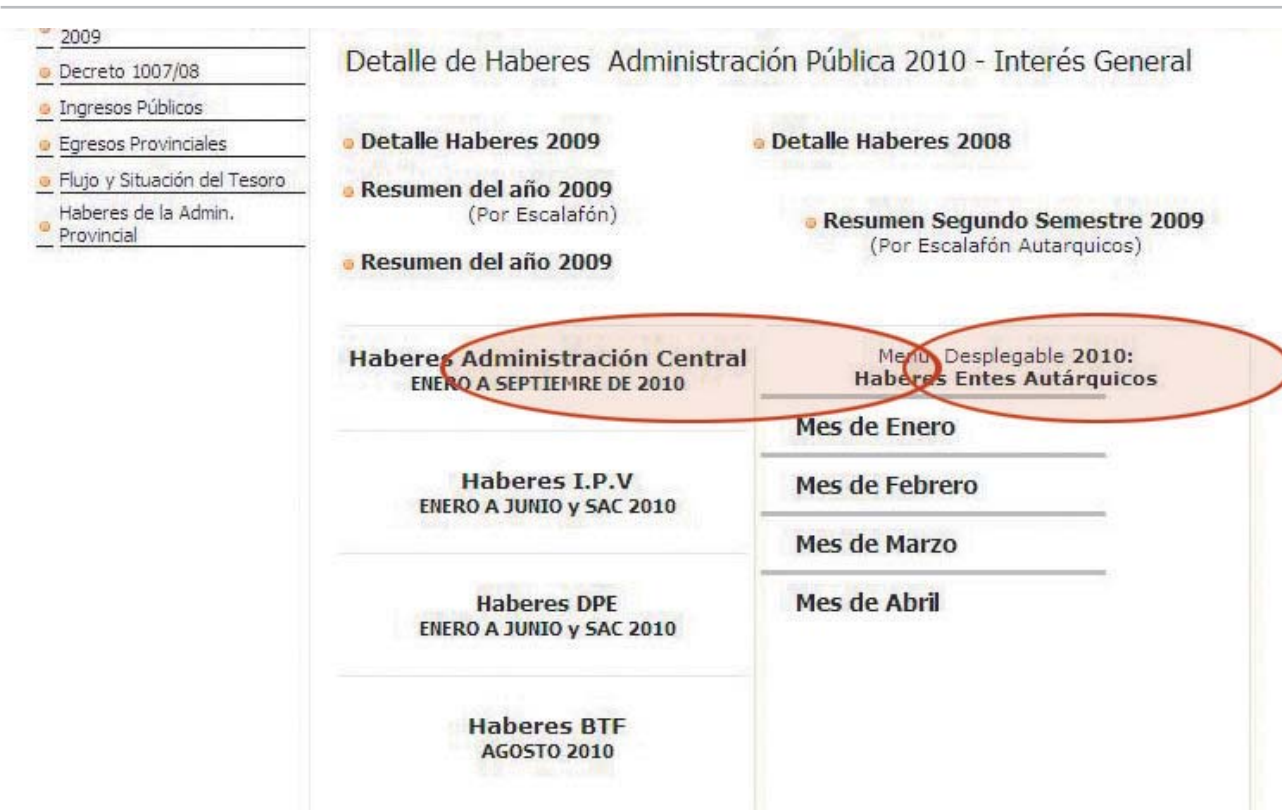 2009
Decreto 1007/08
Ingresos Públicos
Egresos Provinciales
Flujo y Situación del Tesoro
Haberes de la Admin.
Provincial
Detalle de Haberes Administración Pública 2010 - Interés General
Detalle Haberes 2009
Detalle Haberes 2008
Resumen del año 2009
(Por Escalafón)
Resumen Segundo Semestre 2009
(Por Escalafón Autarquicos)
Resumen del año 2009
Haberes Administración Central
ENERO A SEPTIEMRE DE 2010
Haberes I.P.V
ENERO A JUNIO y SAC 2010
Haberes DPE
ENERO A JUNIO y SAC 2010
Haberes BTF
AGOSTO 2010
Menú Desplegable 2010:
Haberes Entes Autárquicos
Mes de Enero
Mes de Febrero
Mes de Marzo
Mes de Abril